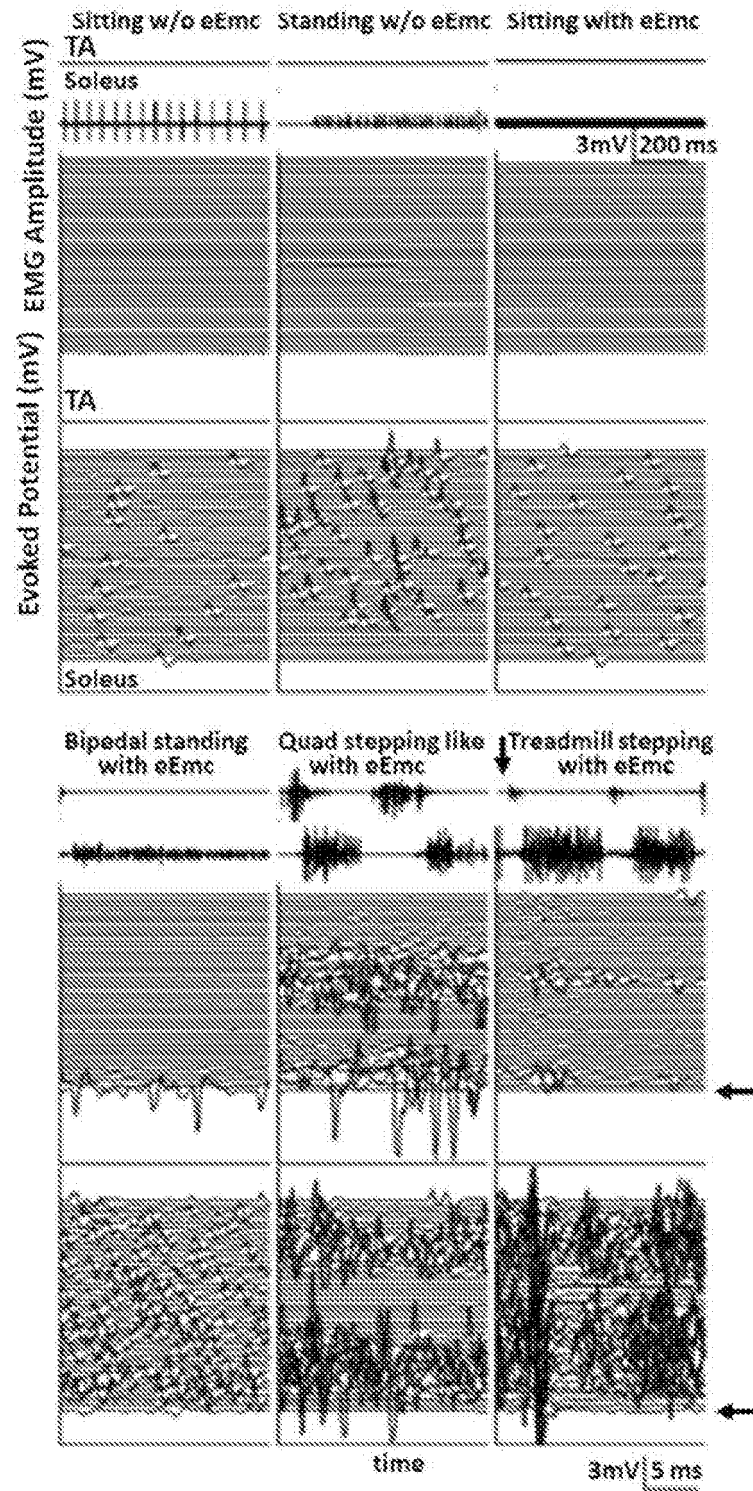 Sitting w/o eEmc Standing w/o eEmc Sitting with eEmc
TA
Soleus
3mV 200 ms
EMG Amplitude (mV)
Evoked Potential (mV)
TA
Soleus
Bipedal standing with eEmc
Quad stepping like with eEmc
Treadmill stepping with eEmc
time
3mV 5 ms